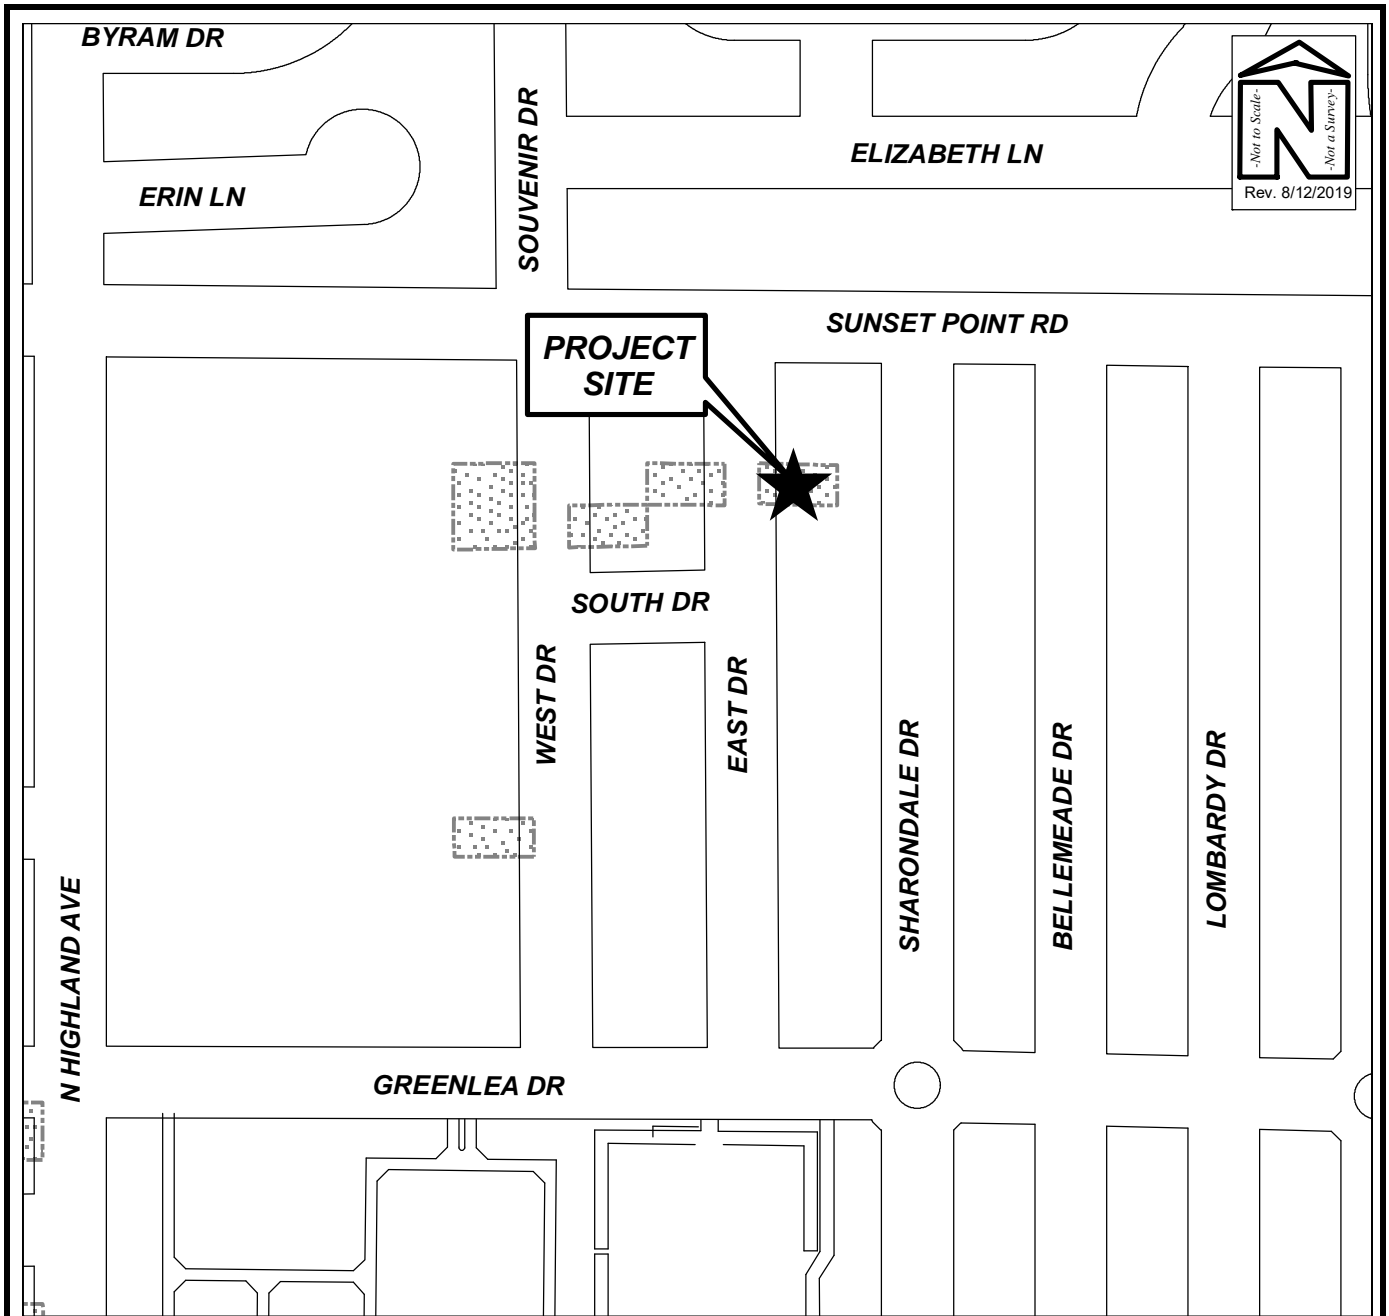 BYRAM DR
SOUVENIR DR
ELIZABETH LN
-Not to Scale-
N
-Not a Survey-
Rev. 8/12/2019
ERIN LN
SUNSET POINT RD
PROJECT
SITE
SOUTH DR
WEST DR
EAST DR
SHARONDALE DR
BELLEMEADE DR
LOMBARDY DR
N HIGHLAND AVE
GREENLEA DR